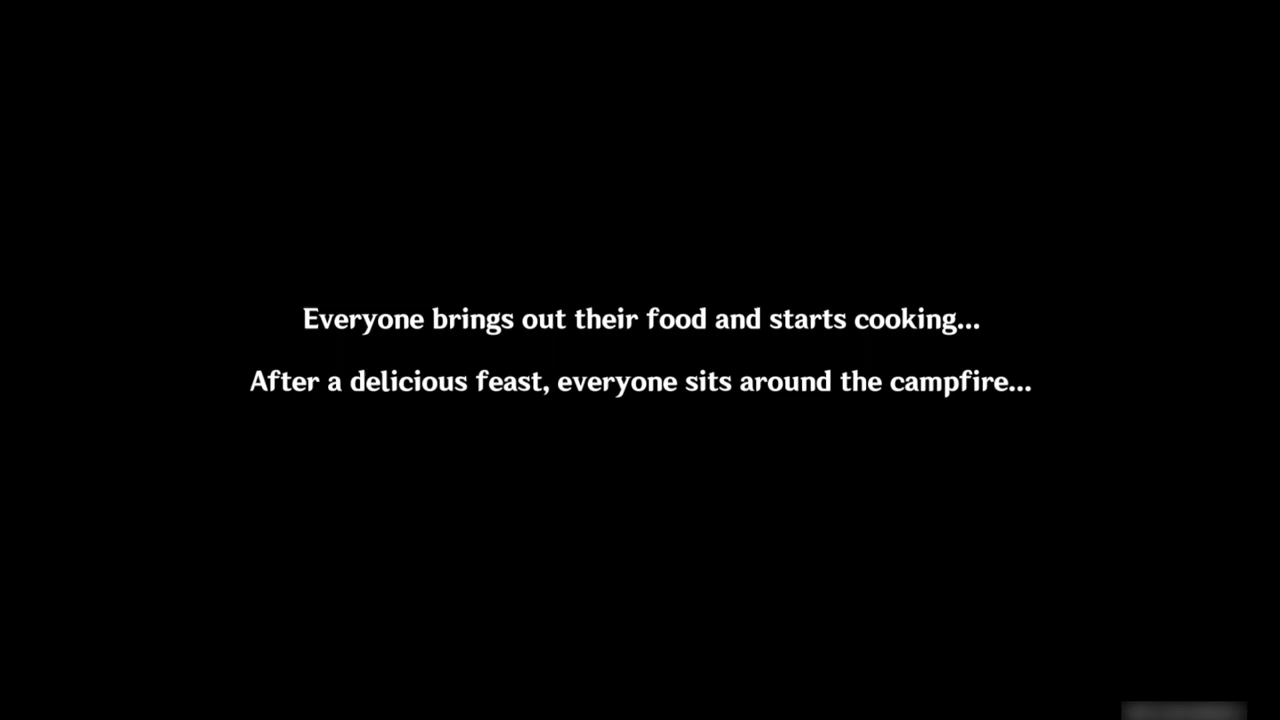 Everyone brings out their food and starts cooking...
After a delicious feast, everyone sits around the campfire...